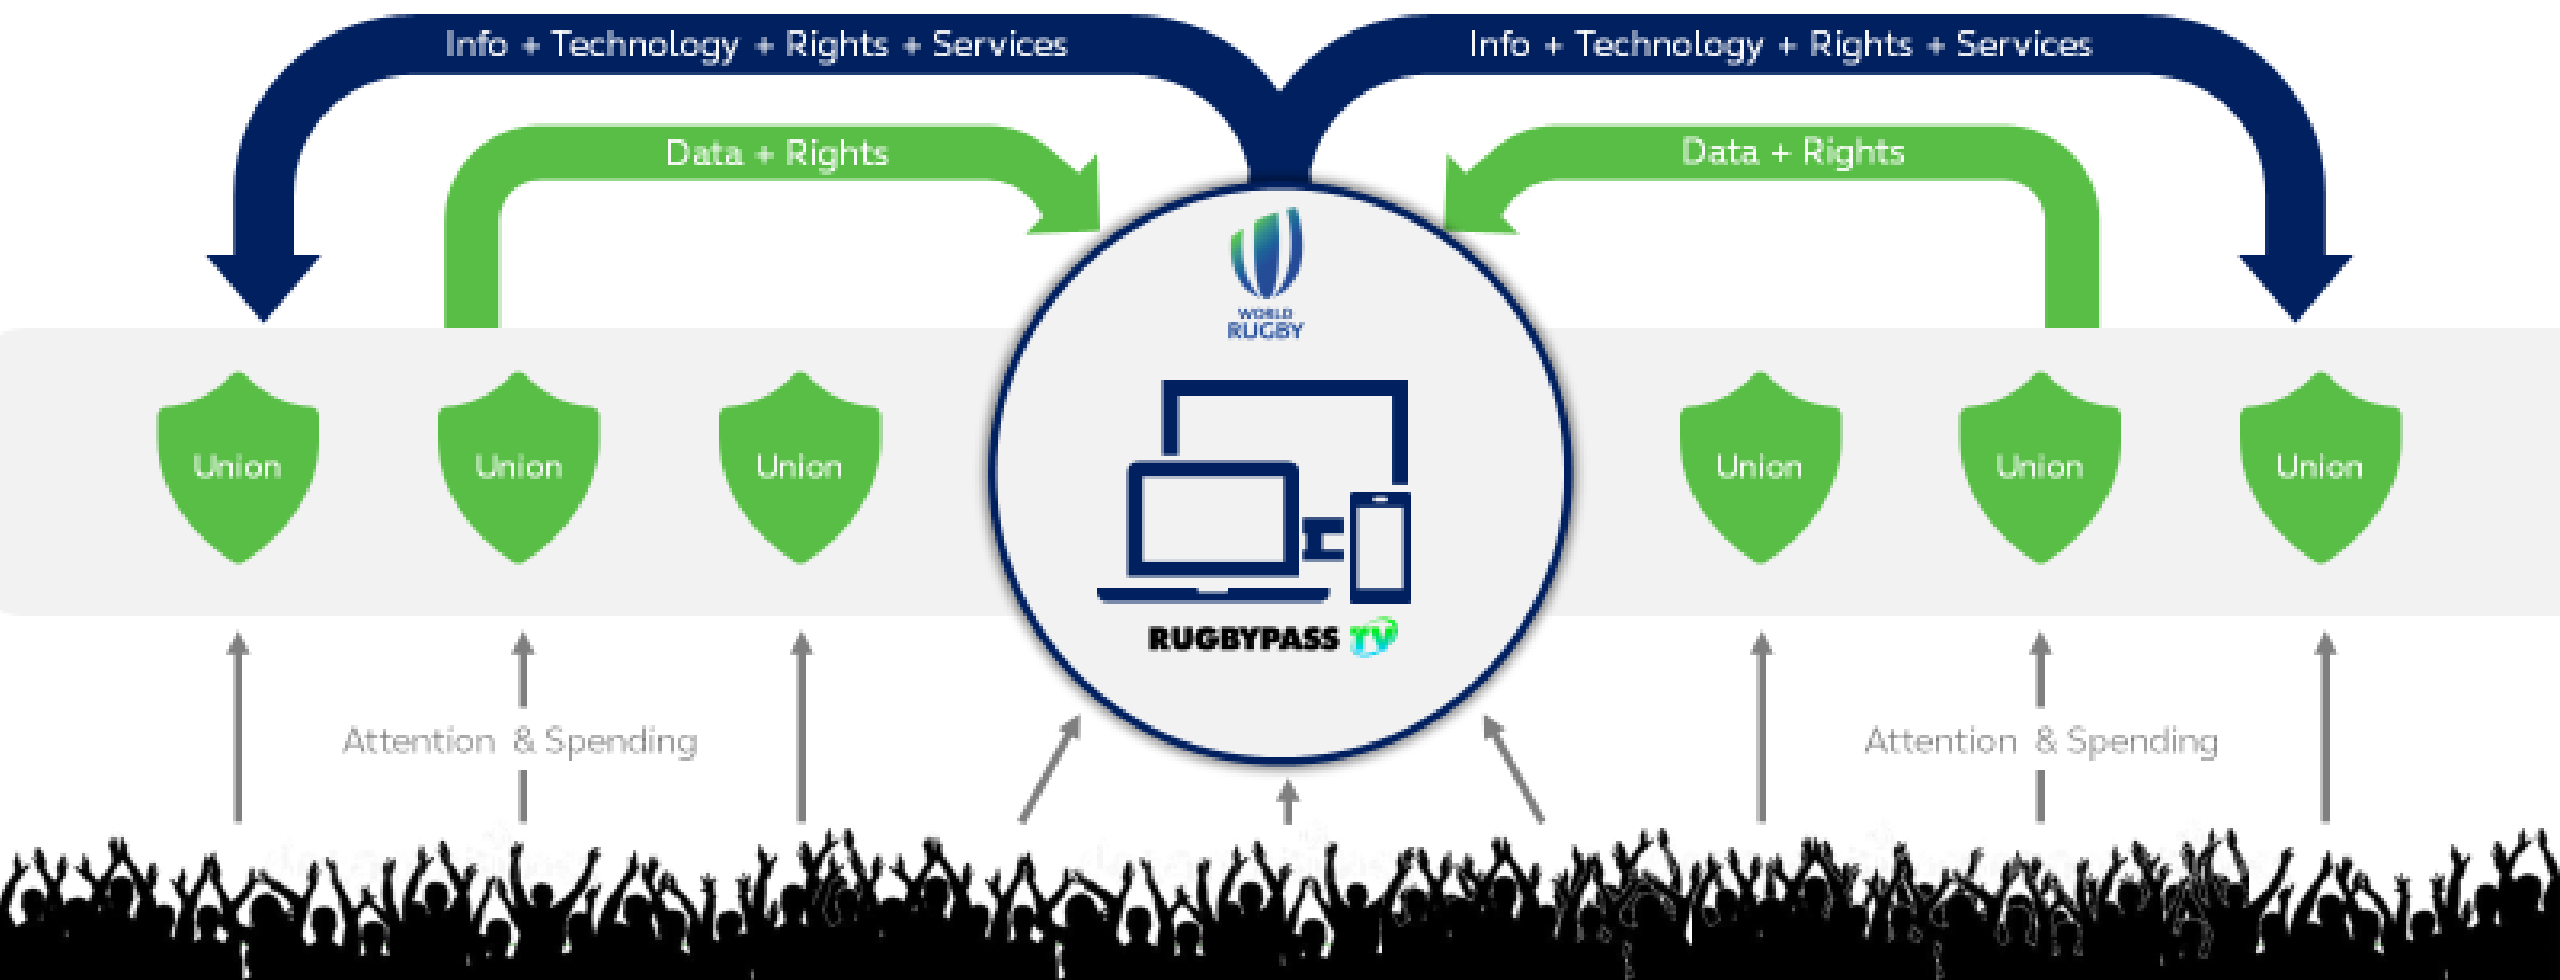 Info + Technology + Rights + Services
Info + Technology + Rights + Services
Data + Rights
Data + Rights
WORLD
RUGBY
Union
Union
Union
Union
Union
Union
RUGBYPASS TV
Attention & Spending
Attention & Spending